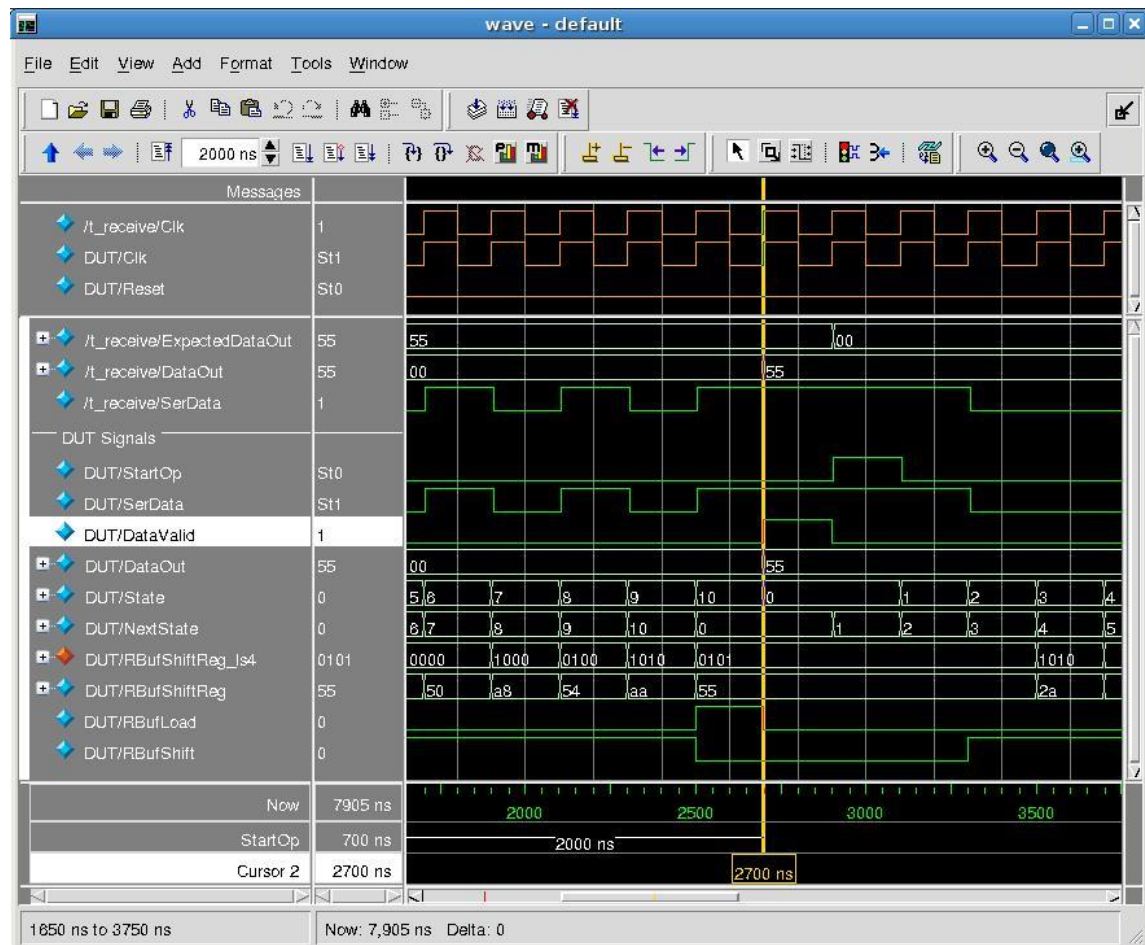 wave - default
File Edit View Add Format Tools Window
2000 ns
Messages
/t_receive/Clk 1
DUT/Clk St1
DUT/Reset St0
/t_receive/ExpectedDataOut 55 55 00
/t_receive/DataOut 55 00 55
/t_receive/SerData 1
DUT Signals
DUT/StartOp St0
DUT/SerData St1
DUT/DataValid 1
DUT/DataOut 55 00 55
DUT/State 0 5 6 7 8 9 10 0 1 2 3 4
DUT/NextState 0 6 7 8 9 10 0 1 2 3 4 5
DUT/RBufShiftReg_ls4 0101 0000 1000 0100 1010 0101 1010
DUT/RBufShiftReg 55 50 a8 54 aa 55 2a
DUT/RBufLoad 0
DUT/RBufShift 0
Now 7905 ns 2000 2500 3000 3500
StartOp 700 ns 2000 ns
Cursor 2 2700 ns 2700 ns
1650 ns to 3750 ns Now: 7,905 ns Delta: 0